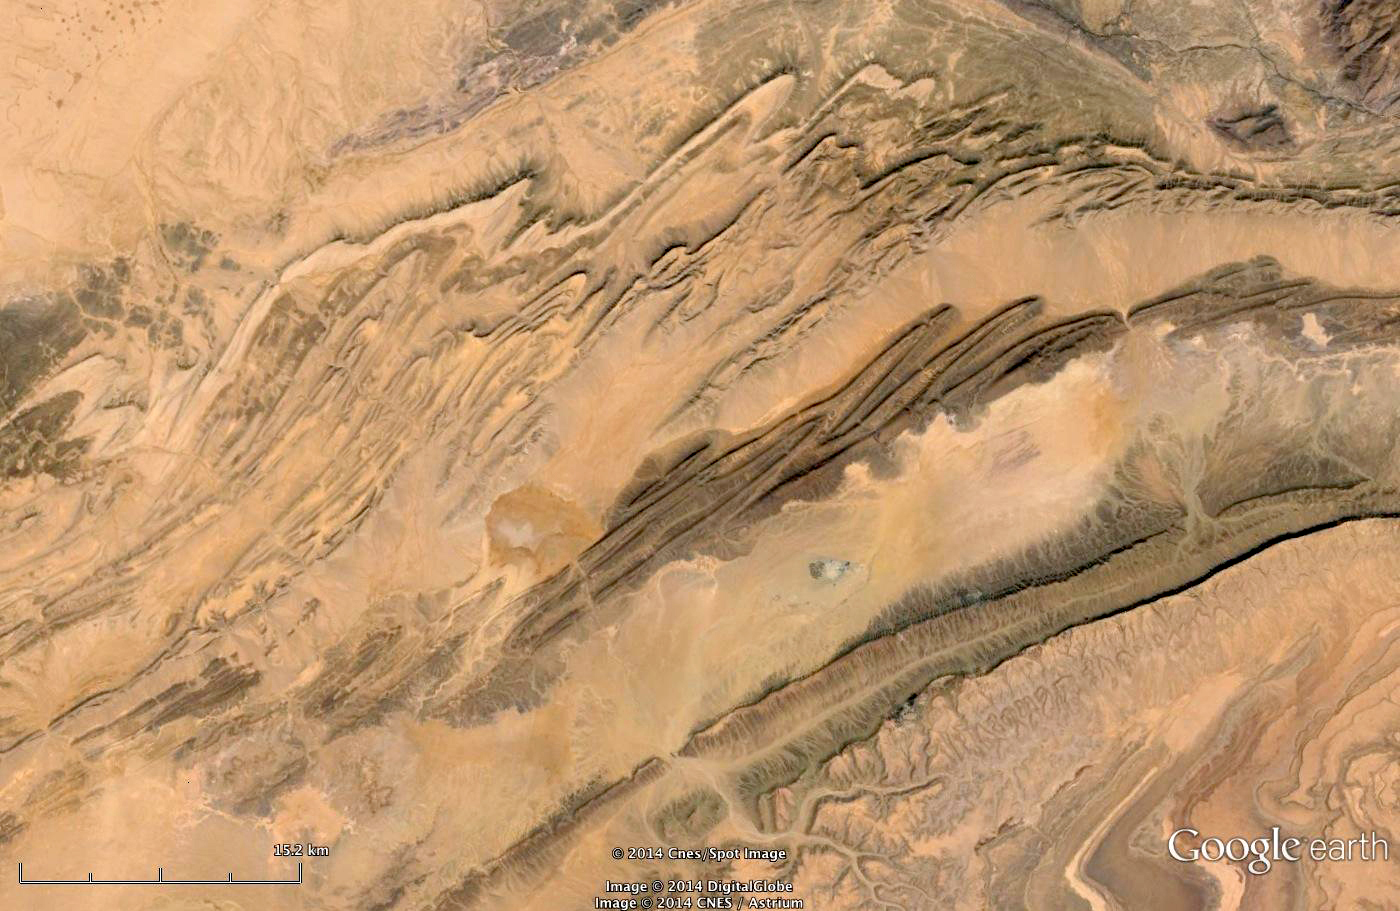 15.2 km
© 2014 Cnes/Spot Image
Google earth
Image © 2014 DigitalGlobe
Image © 2014 CNES / Astrium